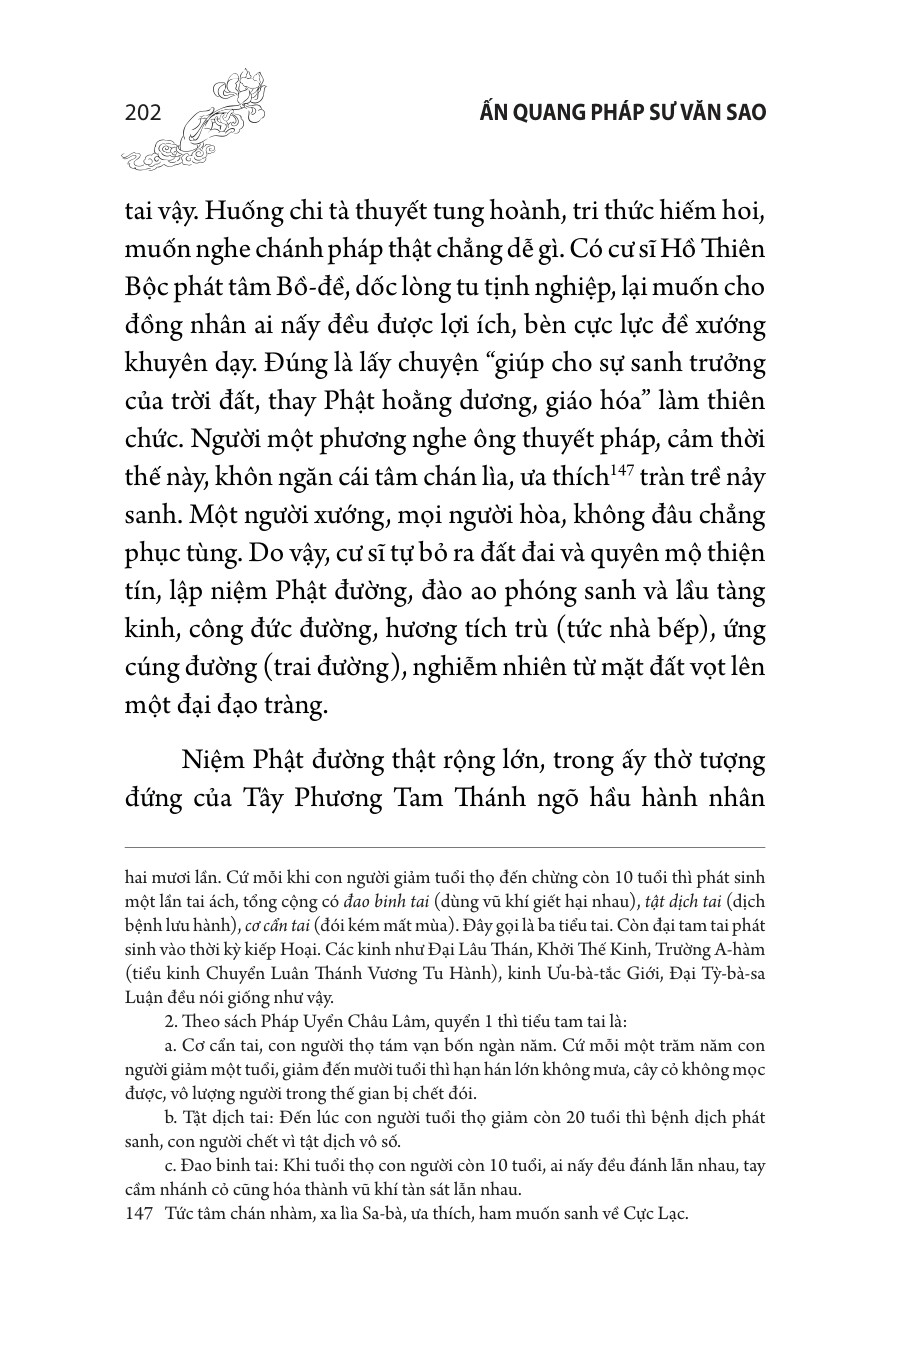 202
ẤN QUANG PHÁP SƯ VĂN SAO
tai vậy. Huống chi tà thuyết tung hoành, tri thức hiếm hoi,
muốn nghe chánh pháp thật chẳng dễ gì. Có cư sĩ Hồ Thiên
Bộc phát tâm Bồ-đề, dốc lòng tu tịnh nghiệp, lại muốn cho
đồng nhân ai nấy đều được lợi ích, bèn cực lực đề xướng
khuyên dạy. Đúng là lấy chuyện “giúp cho sự sanh trưởng
của trời đất, thay Phật hoằng dương, giáo hóa” làm thiên
chức. Người một phương nghe ông thuyết pháp, cảm thời
thế này, khôn ngăn cái tâm chán lìa, ưa thích147 tràn trề nảy
sanh. Một người xướng, mọi người hòa, không đâu chẳng
phục tùng. Do vậy, cư sĩ tự bỏ ra đất đai và quyên mộ thiện
tín, lập niệm Phật đường, đào ao phóng sanh và lầu tàng
kinh, công đức đường, hương tích trù (tức nhà bếp), ứng
cúng đường (trai đường), nghiễm nhiên từ mặt đất vọt lên
một đại đạo tràng.
Niệm Phật đường thật rộng lớn, trong ấy thờ tượng
đứng của Tây Phương Tam Thánh ngõ hầu hành nhân
hai mươi lần. Cứ mỗi khi con người giảm tuổi thọ đến chừng còn 10 tuổi thì phát sinh
một lần tai ách, tổng cộng có đao binh tai (dùng vũ khí giết hại nhau), tật dịch tai (dịch
bệnh lưu hành), cơ cẩn tai (đói kém mất mùa). Đây gọi là ba tiểu tai. Còn đại tam tai phát
sinh vào thời kỳ kiếp Hoại. Các kinh như Đại Lâu Thán, Khởi Thế Kinh, Trường A-hàm
(tiểu kinh Chuyển Luân Thánh Vương Tu Hành), kinh Ưu-bà-tắc Giới, Đại Tỳ-bà-sa
Luận đều nói giống như vậy.
2. Theo sách Pháp Uyển Châu Lâm, quyển 1 thì tiểu tam tai là:
a. Cơ cẩn tai, con người thọ tám vạn bốn ngàn năm. Cứ mỗi một trăm năm con
người giảm một tuổi, giảm đến mười tuổi thì hạn hán lớn không mưa, cây cỏ không mọc
được, vô lượng người trong thế gian bị chết đói.
b. Tật dịch tai: Đến lúc con người tuổi thọ giảm còn 20 tuổi thì bệnh dịch phát
sanh, con người chết vì tật dịch vô số.
c. Đao binh tai: Khi tuổi thọ con người còn 10 tuổi, ai nấy đều đánh lẫn nhau, tay
cầm nhánh cỏ cũng hóa thành vũ khí tàn sát lẫn nhau.
147 Tức tâm chán nhàm, xa lìa Sa-bà, ưa thích, ham muốn sanh về Cực Lạc.